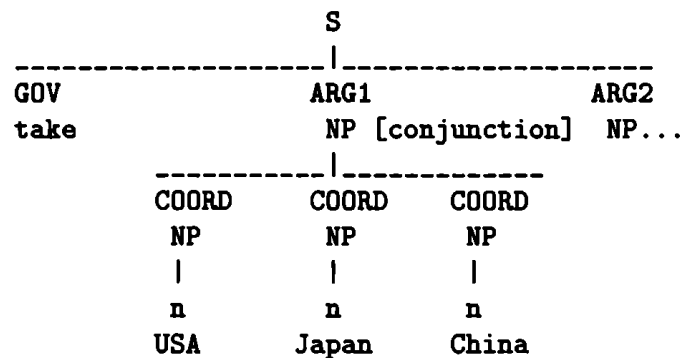 S
GOV ARG1 ARG2
take NP [conjunction] NP...
COORD COORD COORD
NP NP NP
n n n
USA Japan China